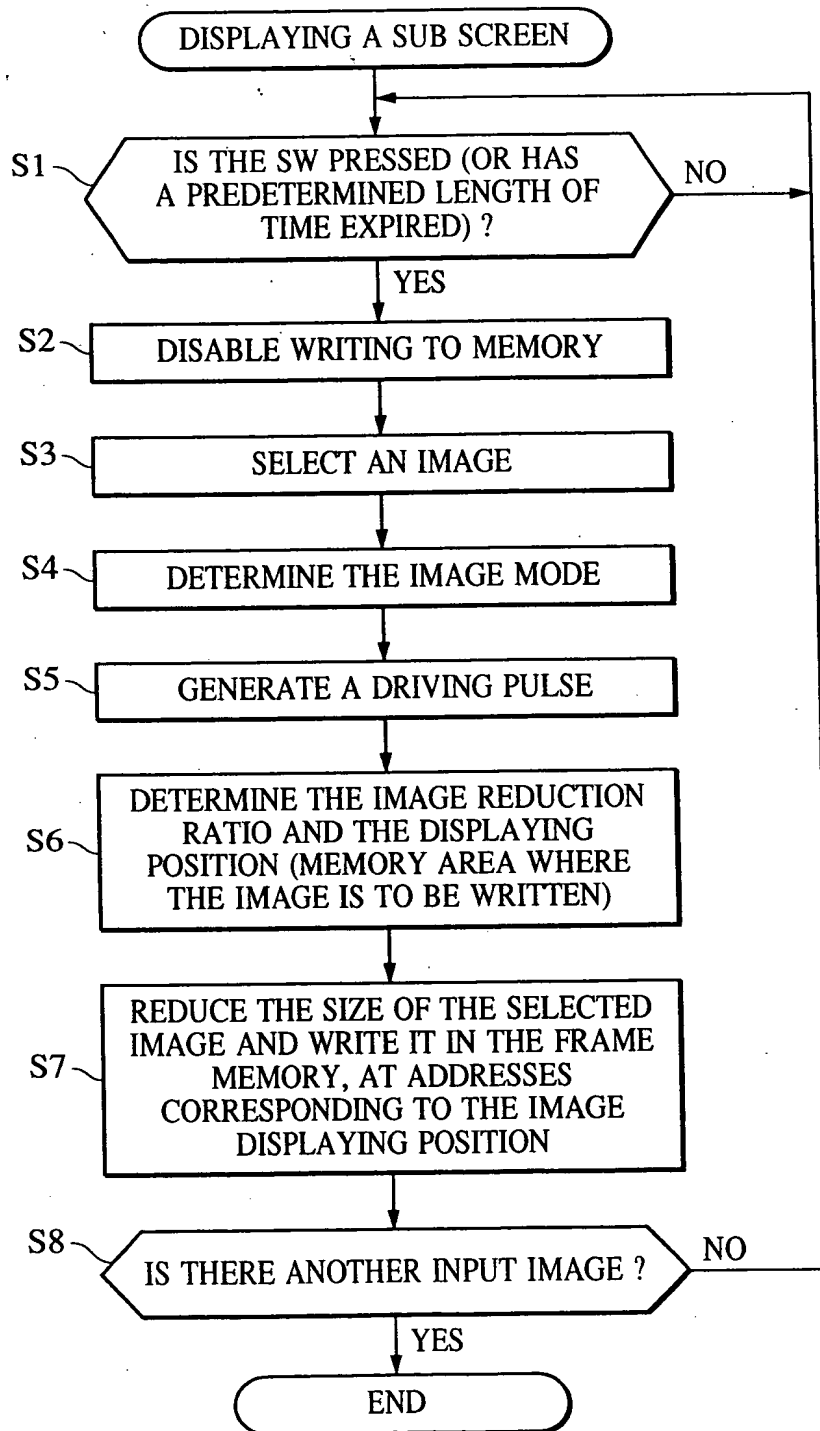 DISPLAYING A SUB SCREEN
S1
IS THE SW PRESSED (OR HAS
A PREDETERMINED LENGTH OF
TIME EXPIRED) ?
NO
YES
S2
DISABLE WRITING TO MEMORY
S3
SELECT AN IMAGE
S4
DETERMINE THE IMAGE MODE
S5
GENERATE A DRIVING PULSE
S6
DETERMINE THE IMAGE REDUCTION
RATIO AND THE DISPLAYING
POSITION (MEMORY AREA WHERE
THE IMAGE IS TO BE WRITTEN)
S7
REDUCE THE SIZE OF THE SELECTED
IMAGE AND WRITE IT IN THE FRAME
MEMORY, AT ADDRESSES
CORRESPONDING TO THE IMAGE
DISPLAYING POSITION
S8
IS THERE ANOTHER INPUT IMAGE ?
NO
YES
END